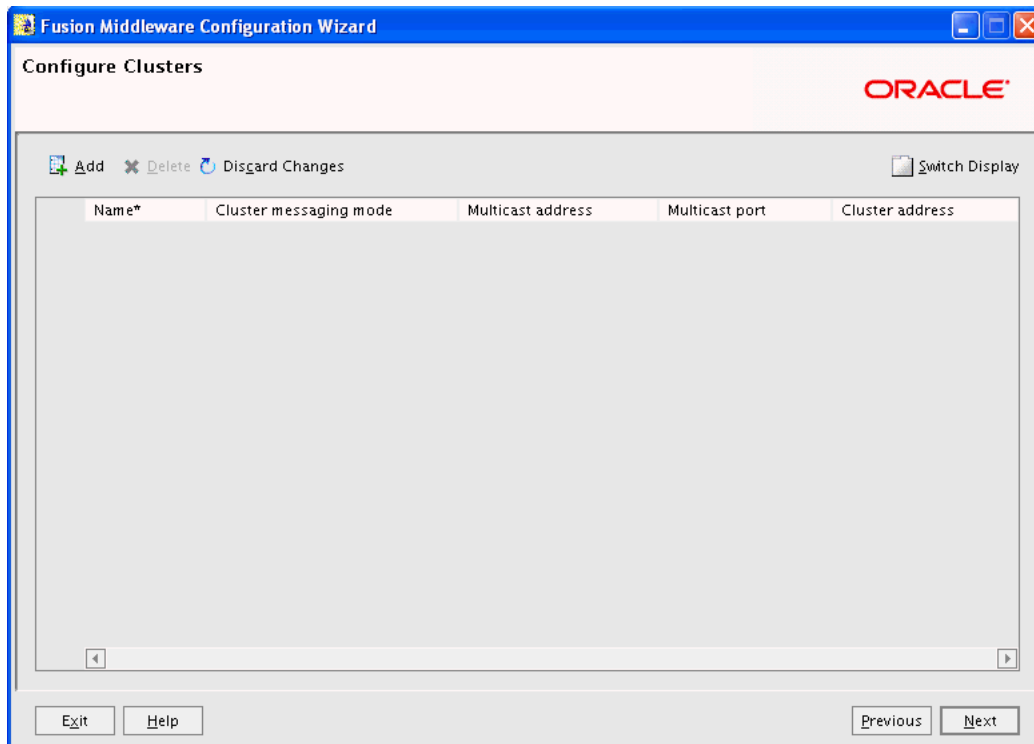 Fusion Middleware Configuration Wizard
Configure Clusters
ORACLE
Add Delete Discard Changes Switch Display
Name* Cluster messaging mode Multicast address Multicast port Cluster address
Exit Help Previous Next